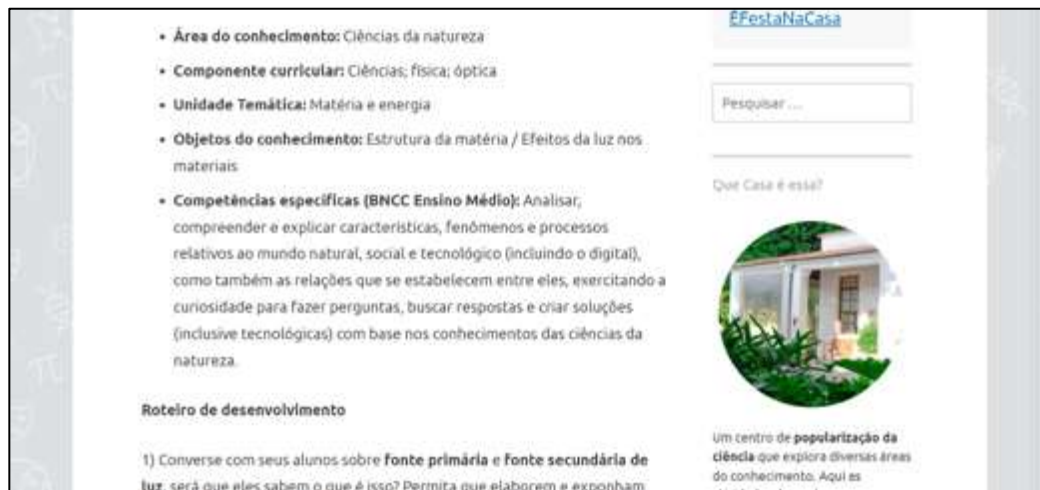 • Área do conhecimento: Ciências da natureza
• Componente curricular: Ciências; física; óptica
• Unidade Temática: Matéria e energia
• Objetos do conhecimento: Estrutura da matéria / Efeitos da luz nos
materiais
• Competências específicas (BNCC Ensino Médio): Analisar,
compreender e explicar características, fenômenos e processos
relativos ao mundo natural, social e tecnológico (incluindo o digital),
como também as relações que se estabelecem entre eles, exercitando a
curiosidade para fazer perguntas, buscar respostas e criar soluções
(inclusive tecnológicas) com base nos conhecimentos das ciências da
natureza.
Roteiro de desenvolvimento
1) Converse com seus alunos sobre fonte primária e fonte secundária de
luz, será que eles sabem o que é isso? Permita que elaborem e exponham
ÉFestaNaCasa
Pesquisar ...
Que Casa é essa?
Um centro de popularização da
ciência que explora diversas áreas
do conhecimento. Aqui as